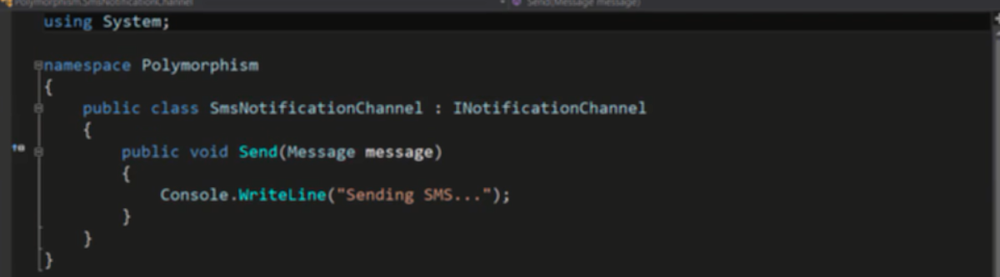 Polymorphism.SmsNotificationChannel Send(Message message)
using System;
namespace Polymorphism
{
public class SmsNotificationChannel : INotificationChannel
{
public void Send(Message message)
{
Console.WriteLine("Sending SMS...");
}
}
}